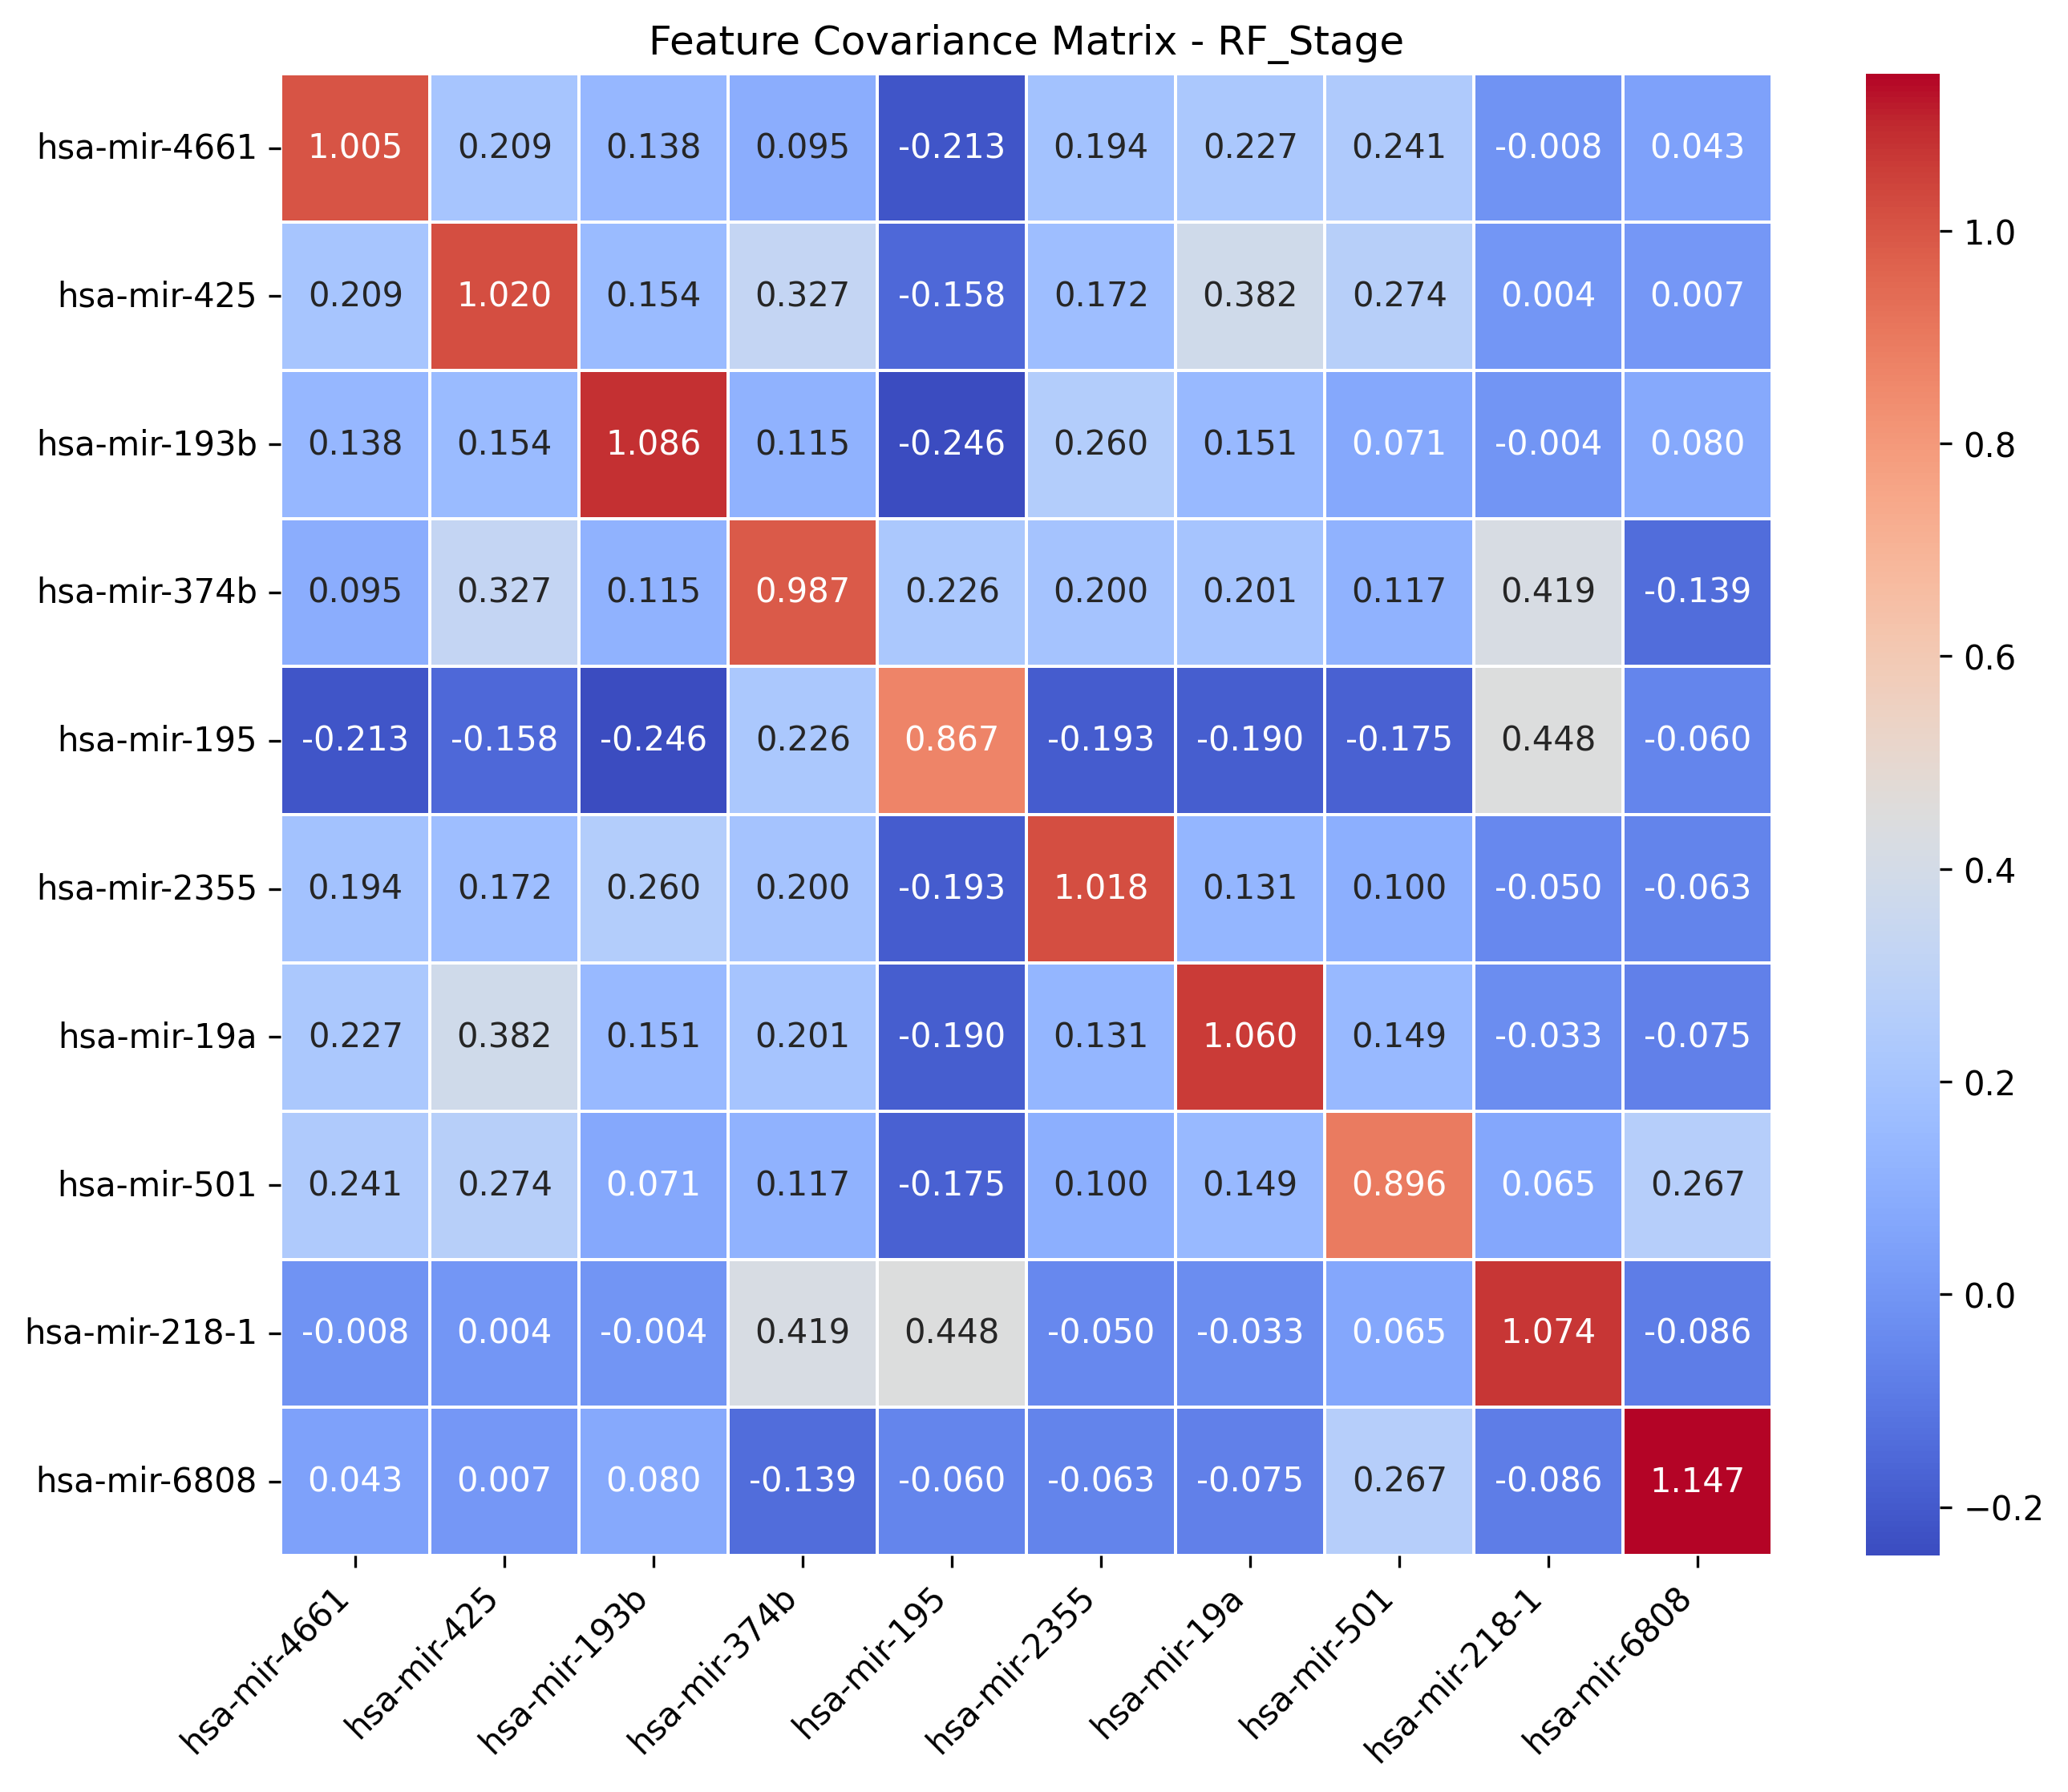 Feature Covariance Matrix - RF_Stage
hsa-mir-4661 1.005 0.209 0.138 0.095 -0.213 0.194 0.227 0.241 -0.008 0.043
hsa-mir-425 0.209 1.020 0.154 0.327 -0.158 0.172 0.382 0.274 0.004 0.007
hsa-mir-193b 0.138 0.154 1.086 0.115 -0.246 0.260 0.151 0.071 -0.004 0.080
hsa-mir-374b 0.095 0.327 0.115 0.987 0.226 0.200 0.201 0.117 0.419 -0.139
hsa-mir-195 -0.213 -0.158 -0.246 0.226 0.867 -0.193 -0.190 -0.175 0.448 -0.060
hsa-mir-2355 0.194 0.172 0.260 0.200 -0.193 1.018 0.131 0.100 -0.050 -0.063
hsa-mir-19a 0.227 0.382 0.151 0.201 -0.190 0.131 1.060 0.149 -0.033 -0.075
hsa-mir-501 0.241 0.274 0.071 0.117 -0.175 0.100 0.149 0.896 0.065 0.267
hsa-mir-218-1 -0.008 0.004 -0.004 0.419 0.448 -0.050 -0.033 0.065 1.074 -0.086
hsa-mir-6808 0.043 0.007 0.080 -0.139 -0.060 -0.063 -0.075 0.267 -0.086 1.147
hsa-mir-4661 hsa-mir-425 hsa-mir-193b hsa-mir-374b hsa-mir-195 hsa-mir-2355 hsa-mir-19a hsa-mir-501 hsa-mir-218-1 hsa-mir-6808
1.0
0.8
0.6
0.4
0.2
0.0
−0.2